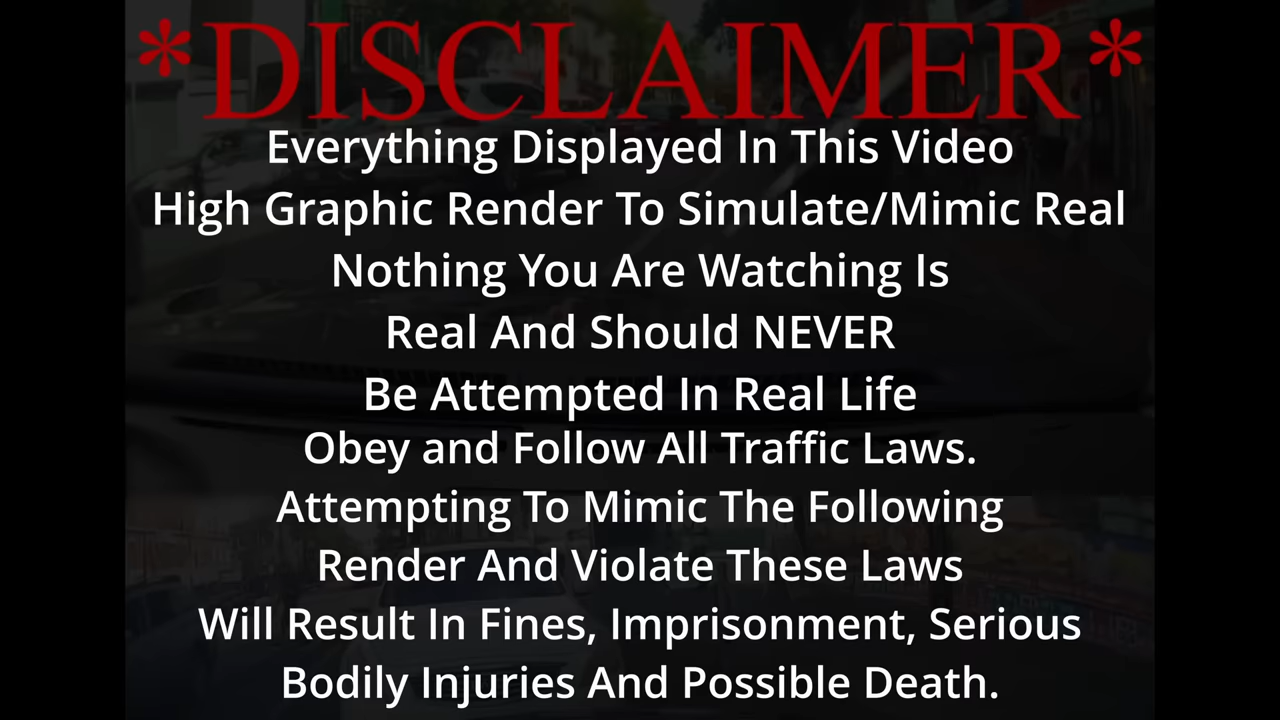 *DISCLAIMER*
Everything Displayed In This Video
High Graphic Render To Simulate/Mimic Real
Nothing You Are Watching Is
Real And Should NEVER
Be Attempted In Real Life
Obey and Follow All Traffic Laws.
Attempting To Mimic The Following
Render And Violate These Laws
Will Result In Fines, Imprisonment, Serious
Bodily Injuries And Possible Death.